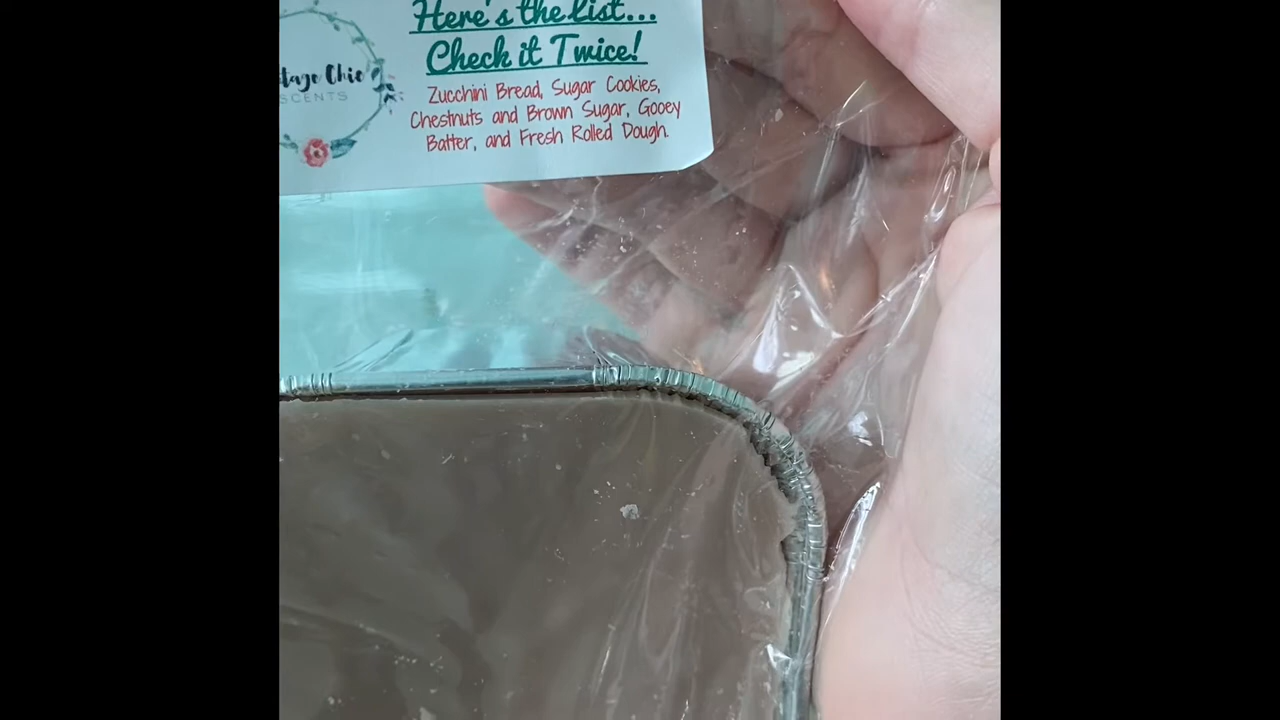 Here's the List...
Check it Twice!
Chic
SCENTS
Zucchini Bread, Sugar Cookies,
Chestnuts and Brown Sugar, Gooey
Batter, and Fresh Rolled Dough.